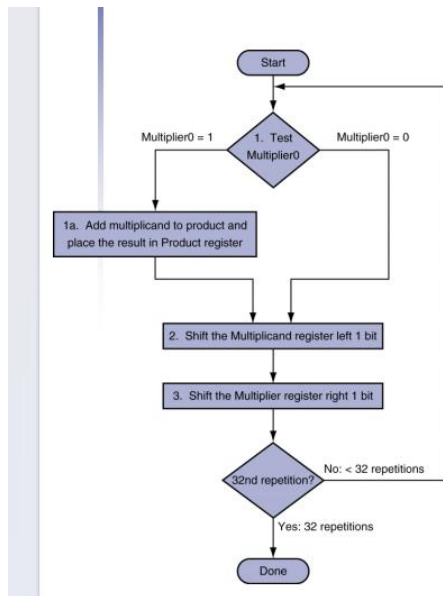 Start
Multiplier0 = 1
1. Test
Multiplier0
Multiplier0 = 0
1a. Add multiplicand to product and
place the result in Product register
2. Shift the Multiplicand register left 1 bit
3. Shift the Multiplier register right 1 bit
32nd repetition?
No: < 32 repetitions
Yes: 32 repetitions
Done